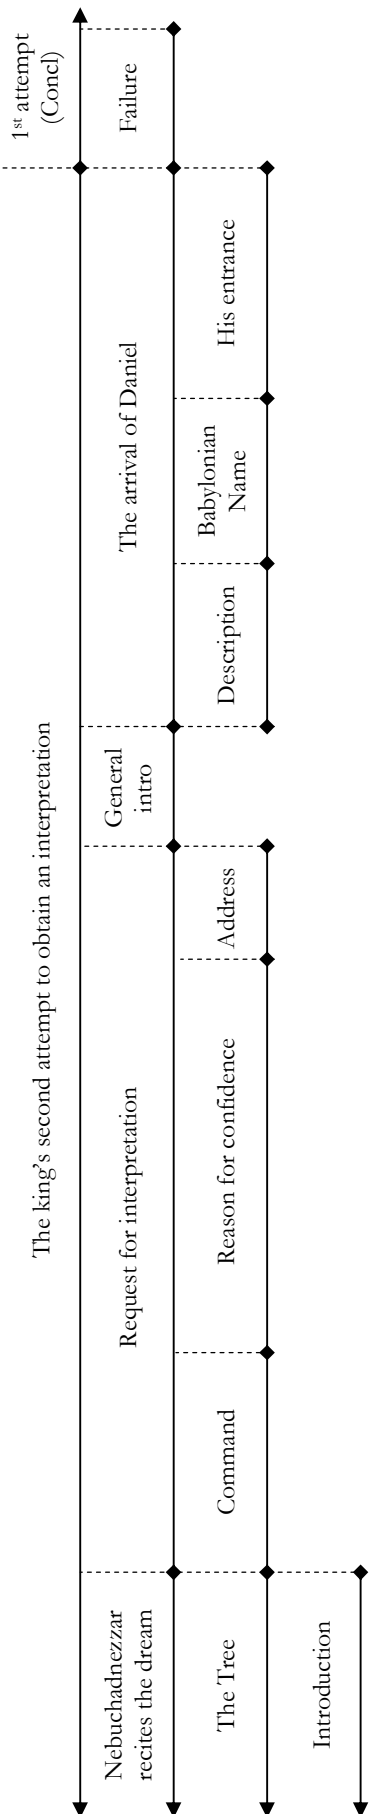 1st attempt
(Concl)
The king's second attempt to obtain an interpretation
Failure
The arrival of Daniel
General
intro
Request for interpretation
Nebuchadnezzar
recites the dream
His entrance
Babylonian
Name
Description
Address
Reason for confidence
Command
The Tree
Introduction